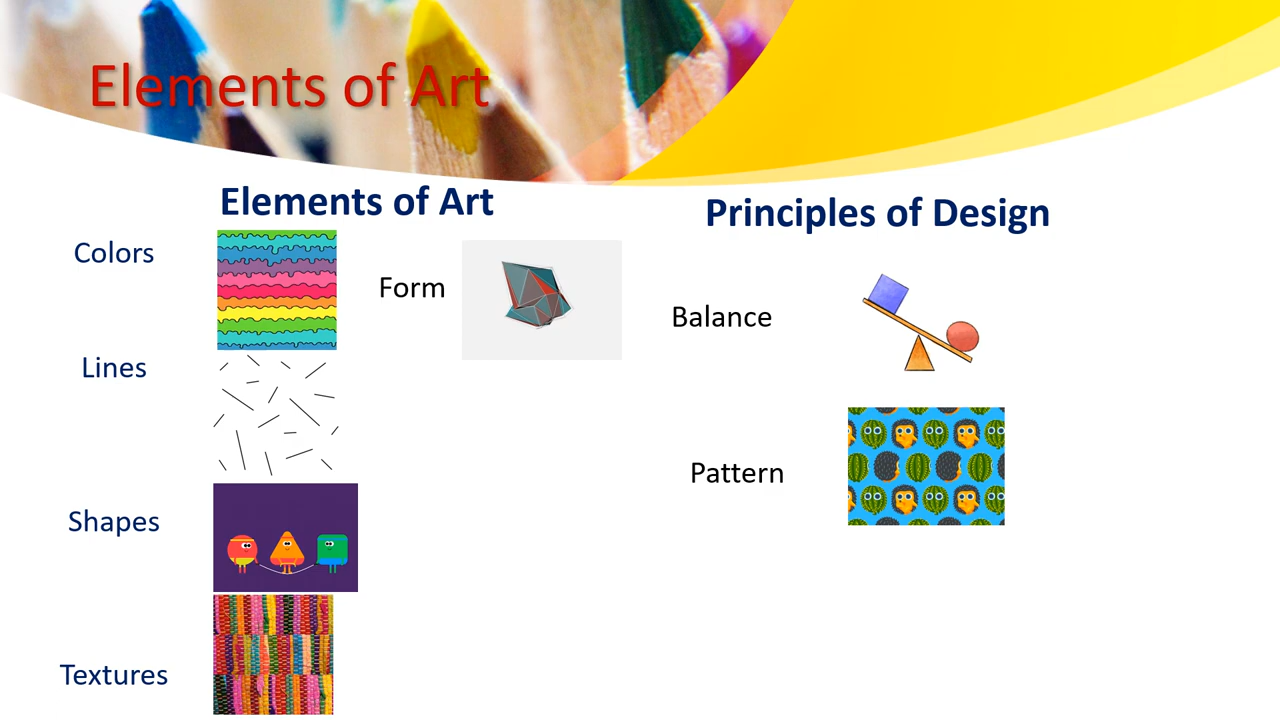 Elements of Art
Elements of Art
Colors
Form
Lines
Shapes
Textures
Principles of Design
Balance
Pattern